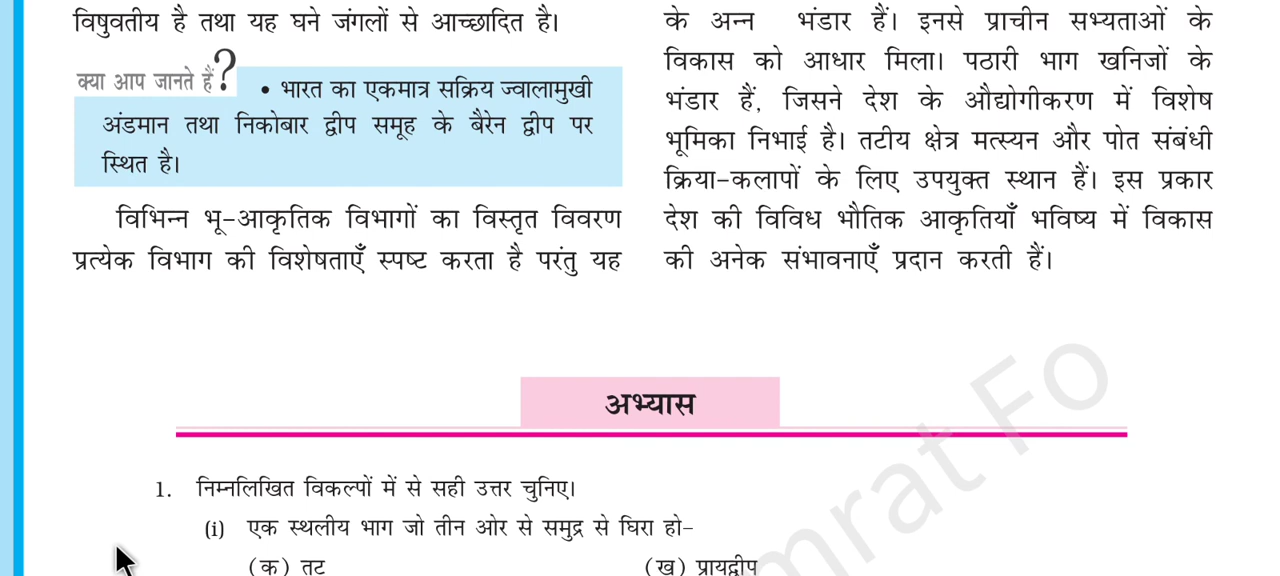 विषुवतीय है तथा यह घने जंगलों से आच्छादित है।
क्या आप जानते हैं?
• भारत का एकमात्र सक्रिय ज्वालामुखी
अंडमान तथा निकोबार द्वीप समूह के बैरेन द्वीप पर
स्थित है।
विभिन्न भू-आकृतिक विभागों का विस्तृत विवरण
प्रत्येक विभाग की विशेषताएँ स्पष्ट करता है परंतु यह
के अन्न भंडार हैं। इनसे प्राचीन सभ्यताओं के
विकास को आधार मिला। पठारी भाग खनिजों के
भंडार हैं, जिसने देश के औद्योगीकरण में विशेष
भूमिका निभाई है। तटीय क्षेत्र मत्स्यन और पोत संबंधी
क्रिया-कलापों के लिए उपयुक्त स्थान हैं। इस प्रकार
देश की विविध भौतिक आकृतियाँ भविष्य में विकास
की अनेक संभावनाएँ प्रदान करती हैं।
अभ्यास
1. निम्नलिखित विकल्पों में से सही उत्तर चुनिए।
(i) एक स्थलीय भाग जो तीन ओर से समुद्र से घिरा हो-
(क) तट (ख) प्रायद्वीप
mrat Fo